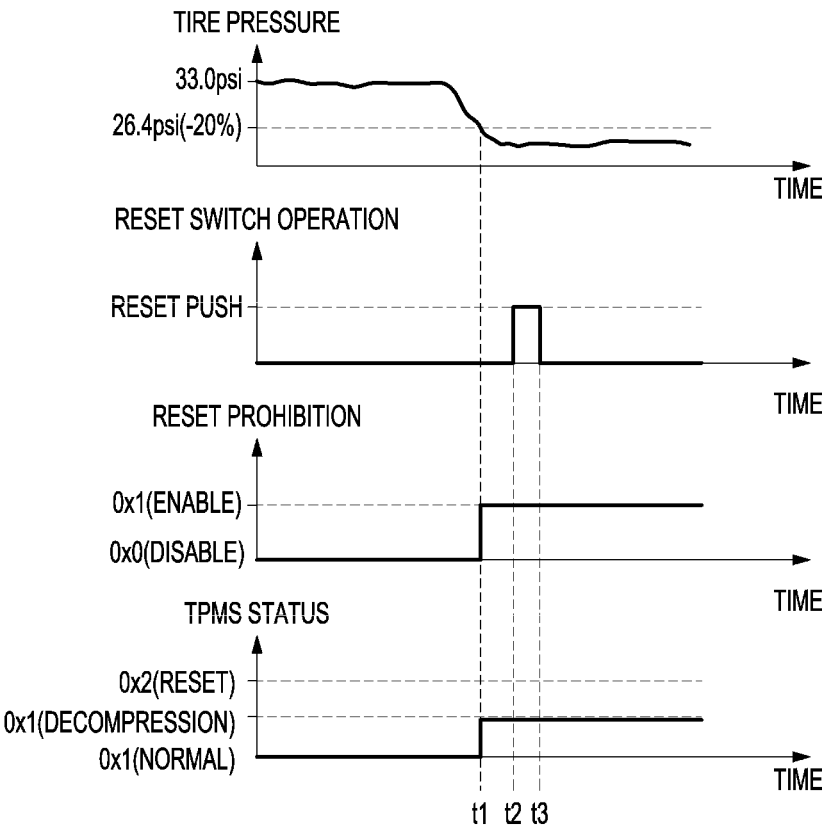 TIRE PRESSURE
33.0psi
26.4psi(-20%)
TIME
RESET SWITCH OPERATION
RESET PUSH
TIME
RESET PROHIBITION
0x1(ENABLE)
0x0(DISABLE)
TIME
TPMS STATUS
0x2(RESET)
0x1(DECOMPRESSION)
0x1(NORMAL)
TIME
t1 t2 t3